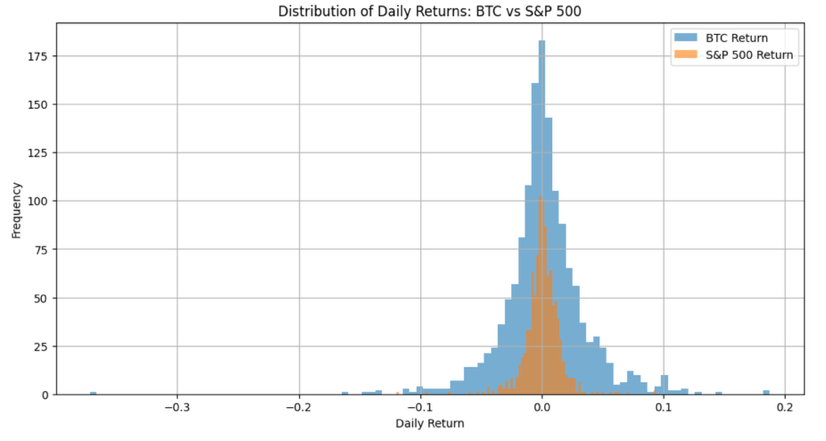 Distribution of Daily Returns: BTC vs S&P 500
BTC Return
S&P 500 Return
175
150
125
100
75
50
25
0
Frequency
−0.3
−0.2
−0.1
0.0
0.1
0.2
Daily Return